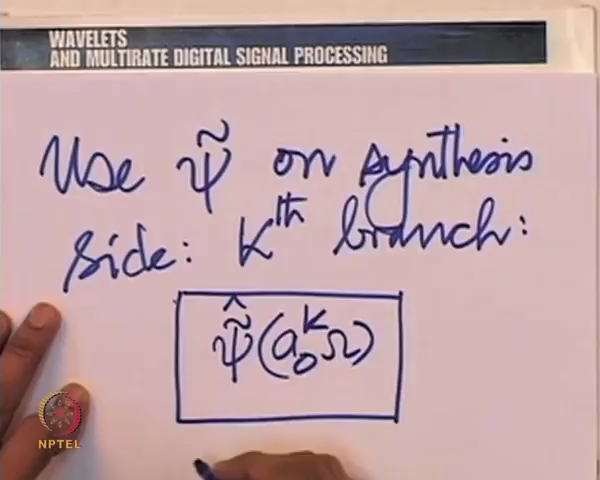 WAVELETS
AND MULTIRATE DIGITAL SIGNAL PROCESSING
Use ψ̃ on synthesis
side: Kth branch:
ψ̃̂(a₀ᴷΩ)
NPTEL